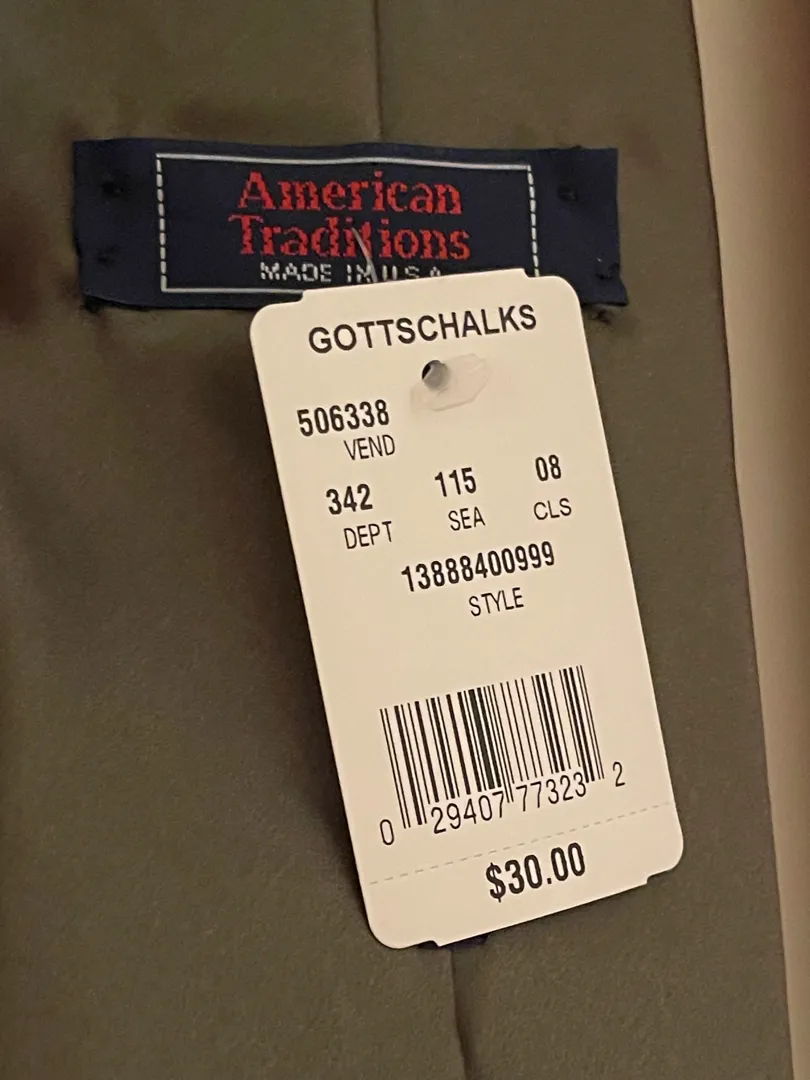 American
Traditions
MADE IN U.S.A.
GOTTSCHALKS
506338
VEND
342 115 08
DEPT SEA CLS
13888400999
STYLE
0 29407 77323 2
$30.00